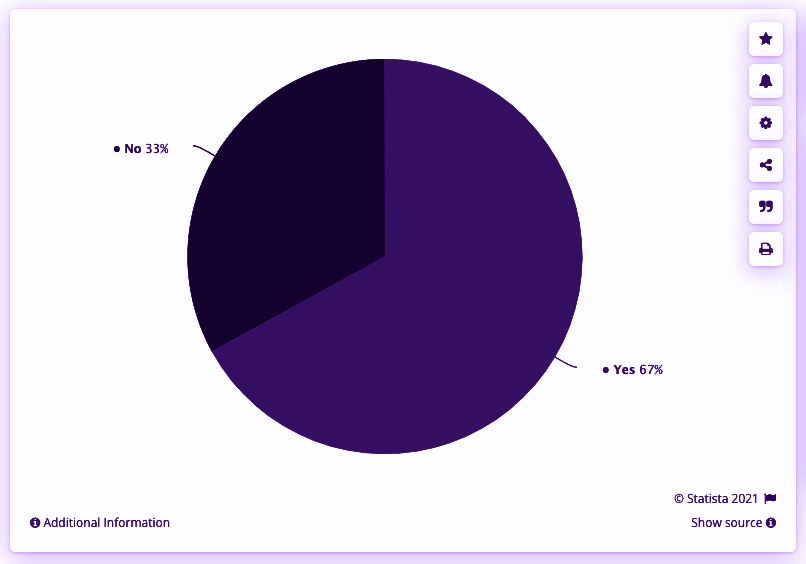 No 33%
Yes 67%
© Statista 2021
Additional Information
Show source